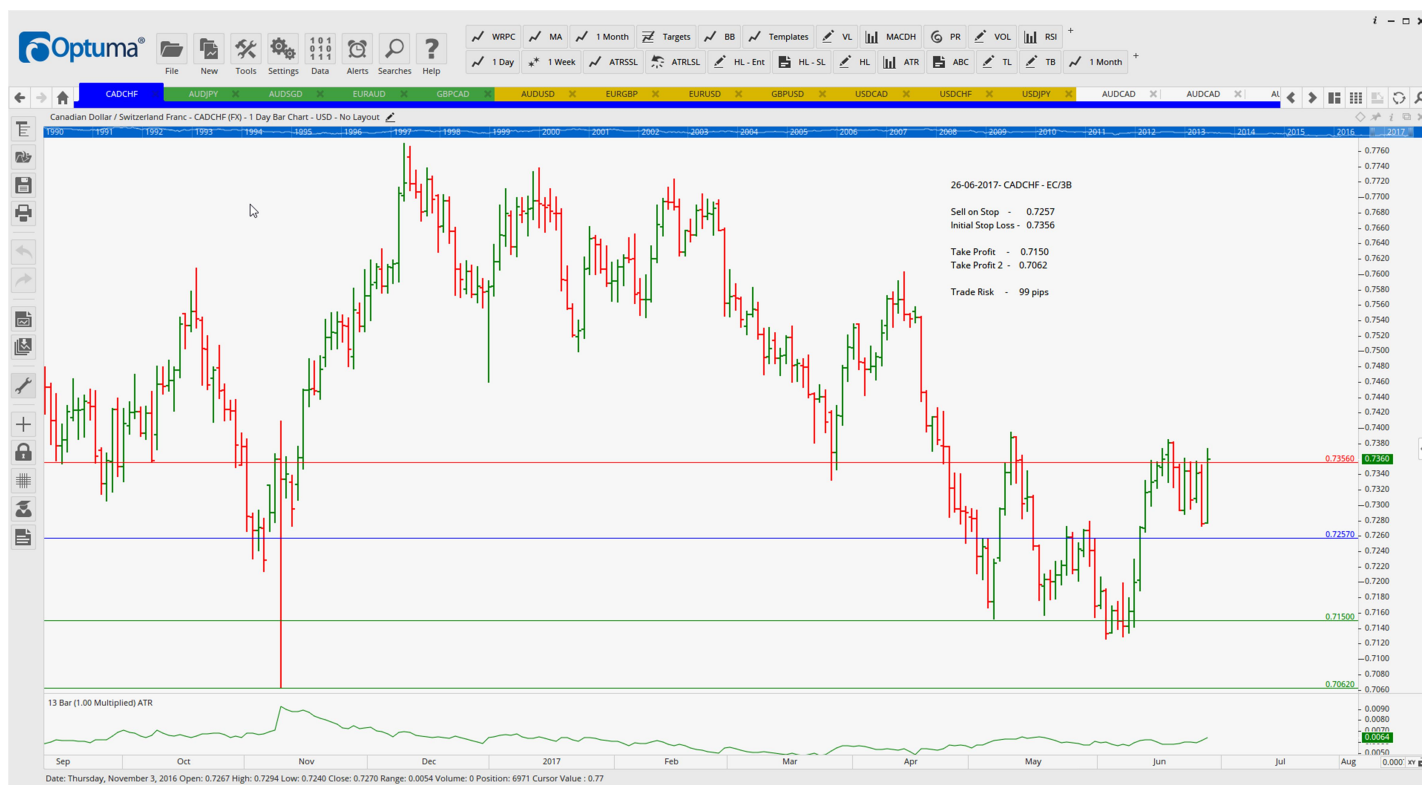 Optuma®
File New Tools Settings Data Alerts Searches Help
WRPC MA 1 Month Targets BB Templates VL MACDH PR VOL RSI +
1 Day 1 Week ATRSSL ATRLSL HL - Ent HL - SL HL ATR ABC TL TB 1 Month +
CADCHF AUDJPY AUDSGD EURAUD GBPCAD AUDUSD EURGBP EURUSD GBPUSD USDCAD USDCHF USDJPY AUDCAD AUDCAD
Canadian Dollar / Switzerland Franc - CADCHF (FX) - 1 Day Bar Chart - USD - No Layout
1990 1991 1992 1993 1994 1995 1996 1997 1998 1999 2000 2001 2002 2003 2004 2005 2006 2007 2008 2009 2010 2011 2012 2013 2014 2015 2016 2017
26-06-2017- CADCHF - EC/3B
Sell on Stop - 0.7257
Initial Stop Loss - 0.7356
Take Profit - 0.7150
Take Profit 2 - 0.7062
Trade Risk - 99 pips
0.7760
0.7740
0.7720
0.7700
0.7680
0.7660
0.7640
0.7620
0.7600
0.7580
0.7560
0.7540
0.7520
0.7500
0.7480
0.7460
0.7440
0.7420
0.7400
0.7380
0.73560 0.7360
0.7340
0.7320
0.7300
0.7280
0.72570 0.7260
0.7240
0.7220
0.7200
0.7180
0.7160
0.71500
0.7140
0.7120
0.7100
0.7080
0.70620 0.7060
13 Bar (1.00 Multiplied) ATR
0.0090
0.0080
0.0070
0.0064
0.0050
Sep Oct Nov Dec 2017 Feb Mar Apr May Jun Jul Aug 0.000 XY
Date: Thursday, November 3, 2016 Open: 0.7267 High: 0.7294 Low: 0.7240 Close: 0.7270 Range: 0.0054 Volume: 0 Position: 6971 Cursor Value : 0.77